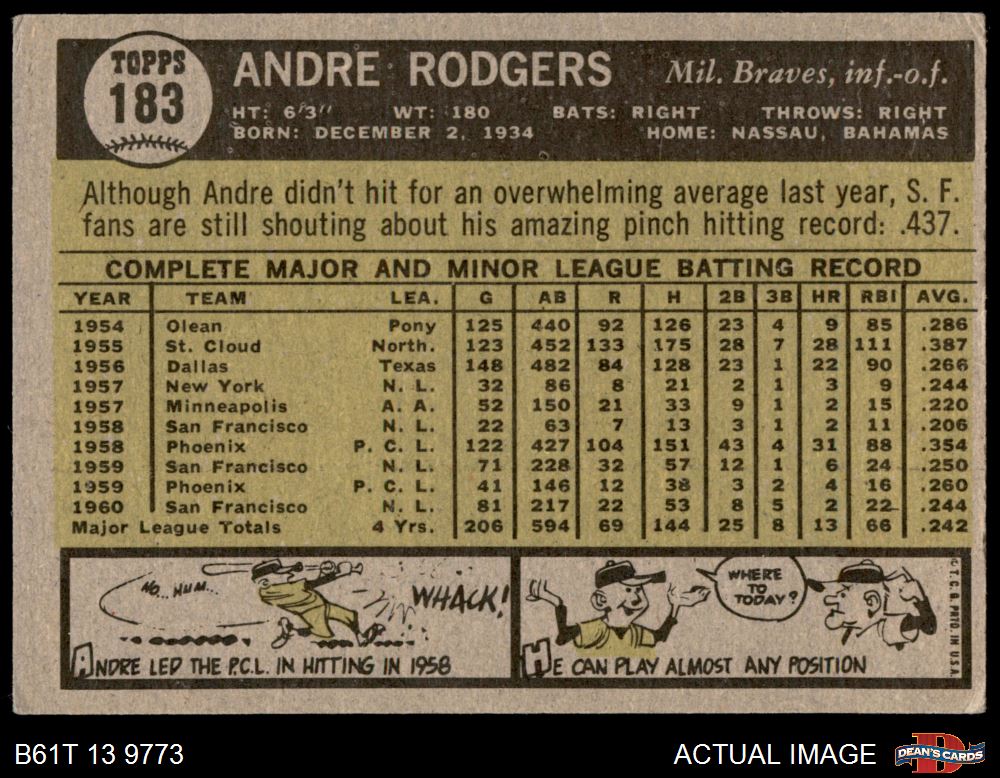 TOPPS
183
ANDRE RODGERS Mil. Braves, inf.-o.f.
HT: 6'3" WT: 180 BATS: RIGHT THROWS: RIGHT
BORN: DECEMBER 2, 1934 HOME: NASSAU, BAHAMAS
Although Andre didn't hit for an overwhelming average last year, S. F.
fans are still shouting about his amazing pinch hitting record: .437.
COMPLETE MAJOR AND MINOR LEAGUE BATTING RECORD
YEAR TEAM LEA. G AB R H 2B 3B HR RBI AVG.
1954 Olean Pony 125 440 92 126 23 4 9 85 .286
1955 St. Cloud North. 123 452 133 175 28 7 28 111 .387
1956 Dallas Texas 148 482 84 128 23 1 22 90 .266
1957 New York N. L. 32 86 8 21 2 1 3 9 .244
1957 Minneapolis A. A. 52 150 21 33 9 1 2 15 .220
1958 San Francisco N. L. 22 63 7 13 3 1 2 11 .206
1958 Phoenix P. C. L. 122 427 104 151 43 4 31 88 .354
1959 San Francisco N. L. 71 228 32 57 12 1 6 24 .250
1959 Phoenix P. C. L. 41 146 12 38 3 2 4 16 .260
1960 San Francisco N. L. 81 217 22 53 8 5 2 22 .244
Major League Totals 4 Yrs. 206 594 69 144 25 8 13 66 .242
HO.. HUM...
WHACK!
ANDRE LED THE P.C.L. IN HITTING IN 1958
WHERE
TO
TODAY?
HE CAN PLAY ALMOST ANY POSITION
© T. C. G. PRTD. IN U.S.A.
B61T 13 9773 ACTUAL IMAGE
DEAN'S CARDS